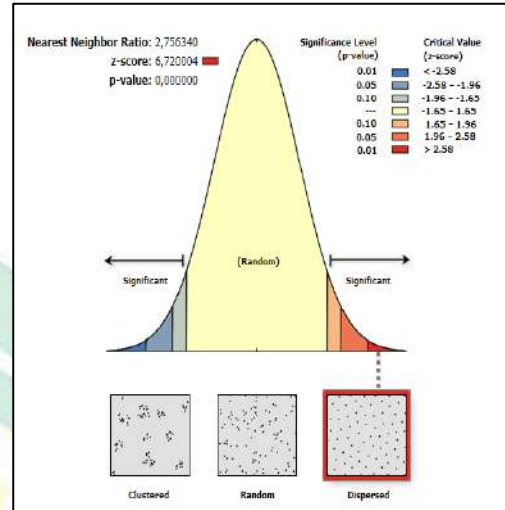 Nearest Neighbor Ratio: 2,756340
z-score: 6,720004
p-value: 0,000000
Significance Level
(p-value)
Critical Value
(z-score)
0.01 < -2.58
0.05 -2.58 - -1.96
0.10 -1.96 - -1.65
--- -1.65 - 1.65
0.10 1.65 - 1.96
0.05 1.96 - 2.58
0.01 > 2.58
(Random)
Significant
Significant
Clustered
Random
Dispersed